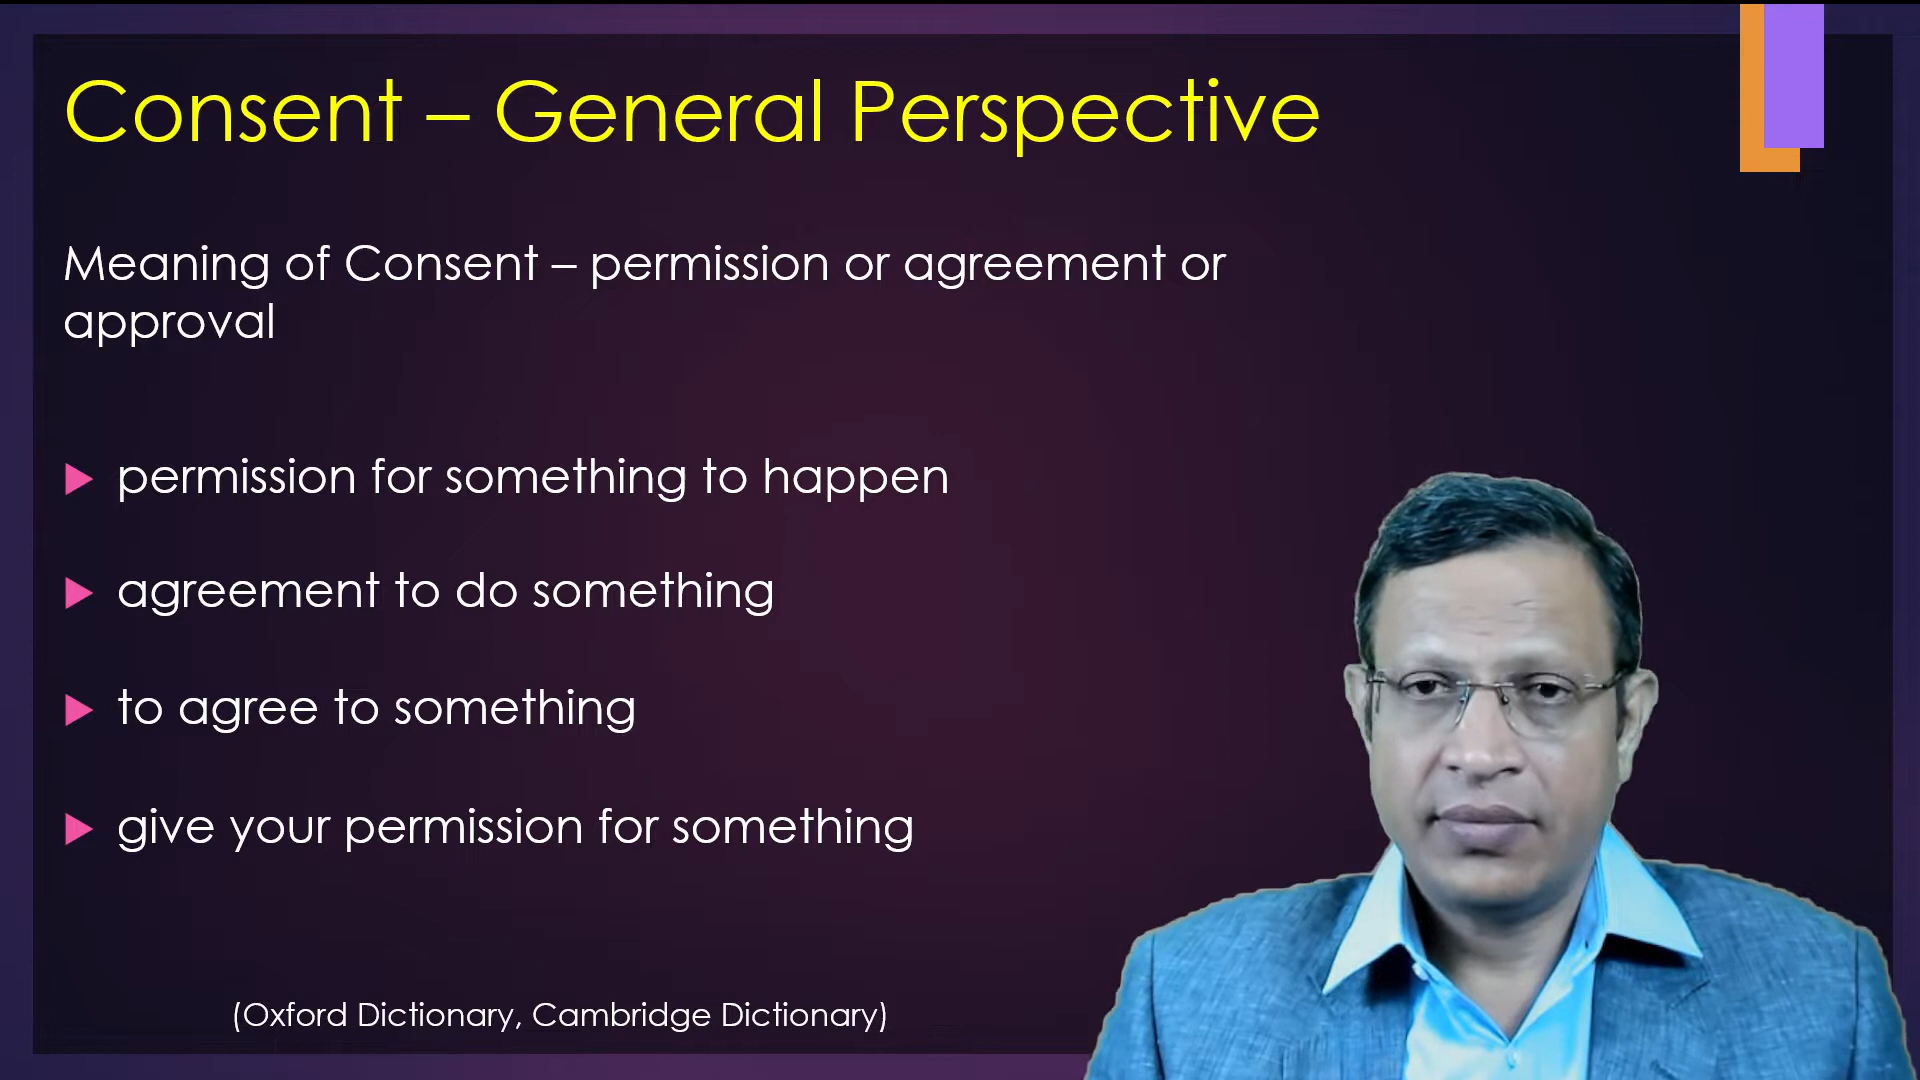 Consent – General Perspective
Meaning of Consent – permission or agreement or
approval
permission for something to happen
agreement to do something
to agree to something
give your permission for something
(Oxford Dictionary, Cambridge Dictionary)